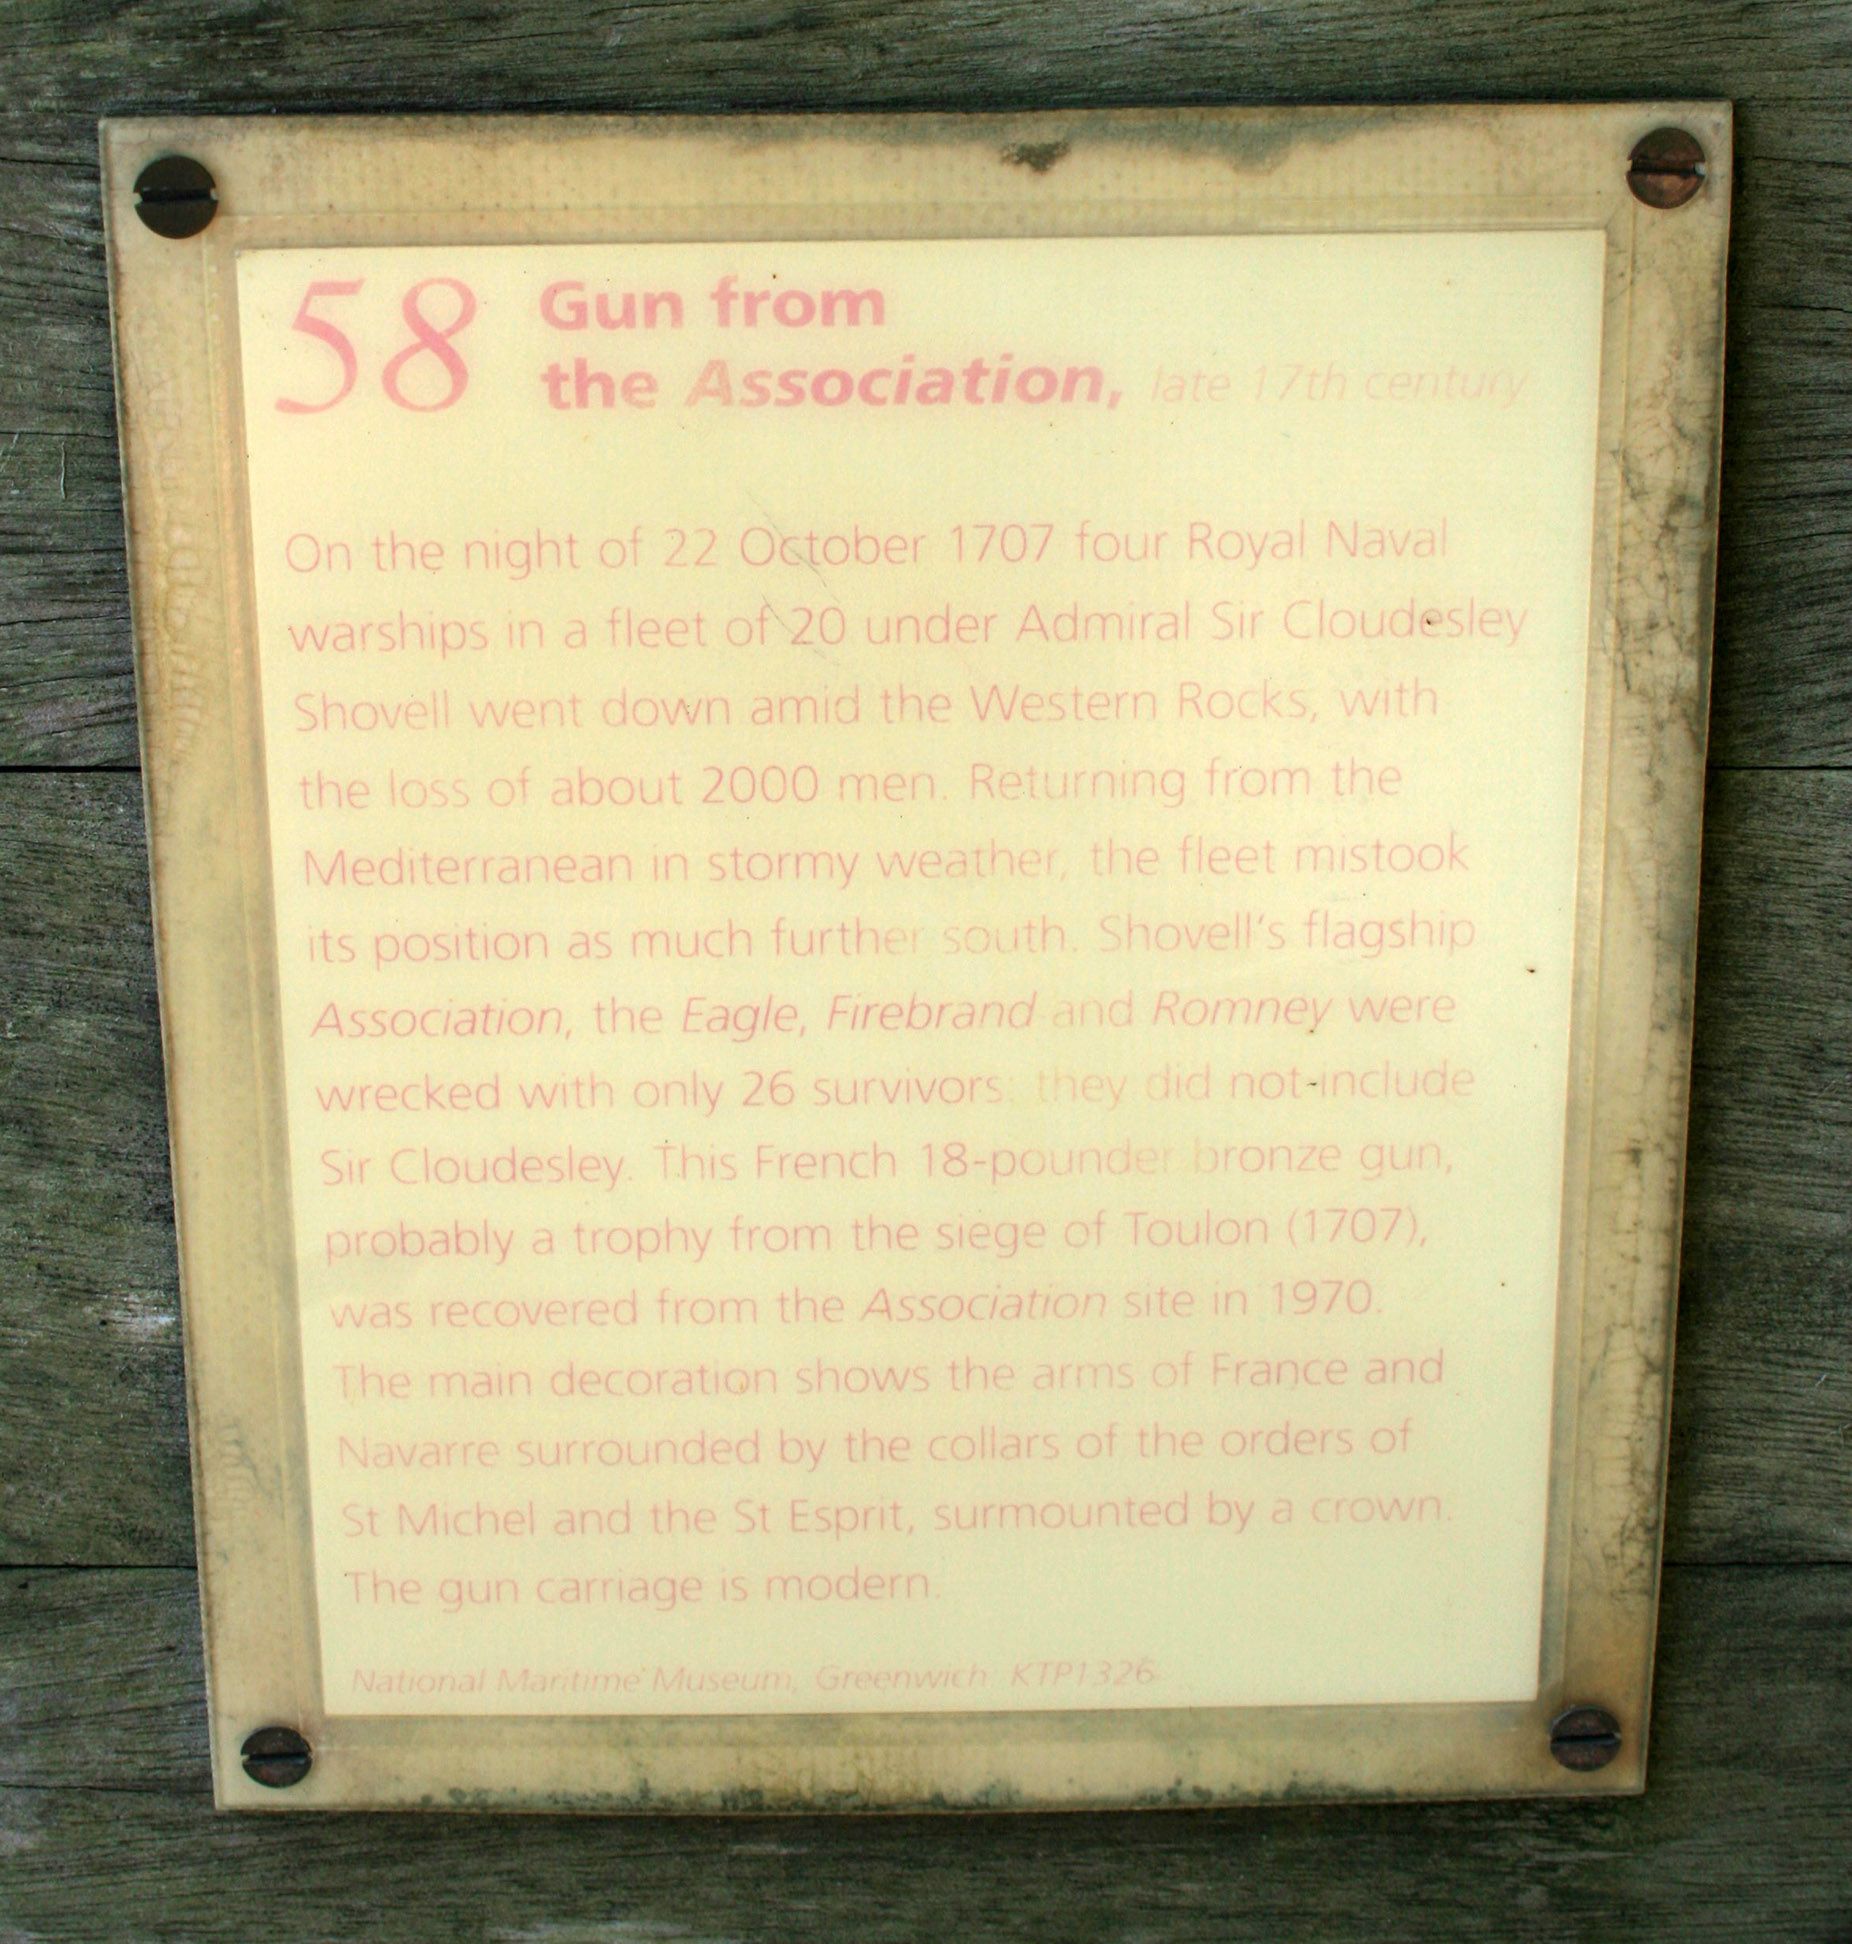 58 Gun from
the Association, late 17th century
On the night of 22 October 1707 four Royal Naval
warships in a fleet of 20 under Admiral Sir Cloudesley
Shovell went down amid the Western Rocks, with
the loss of about 2000 men. Returning from the
Mediterranean in stormy weather, the fleet mistook
its position as much further south. Shovell's flagship
Association, the Eagle, Firebrand and Romney were
wrecked with only 26 survivors: they did not include
Sir Cloudesley. This French 18-pounder bronze gun,
probably a trophy from the siege of Toulon (1707),
was recovered from the Association site in 1970.
The main decoration shows the arms of France and
Navarre surrounded by the collars of the orders of
St Michel and the St Esprit, surmounted by a crown.
The gun carriage is modern.
National Maritime Museum, Greenwich KTP1326